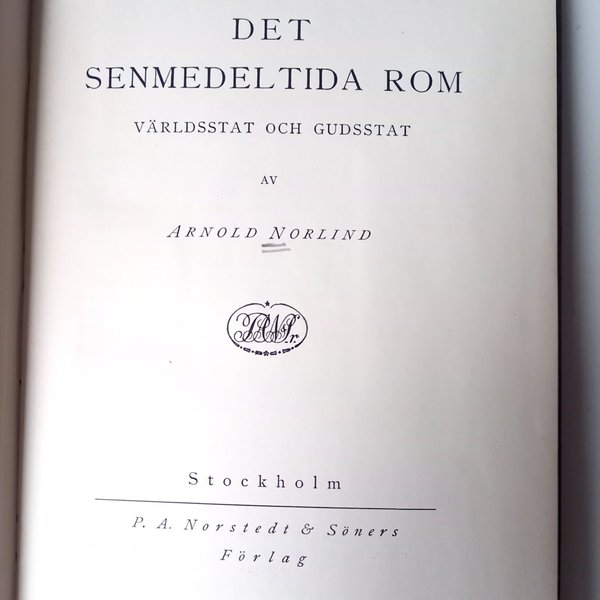 DET
SENMEDELTIDA ROM
VÄRLDSSTAT OCH GUDSSTAT
AV
ARNOLD NORLIND
Stockholm
P. A. Norstedt & Söners
Förlag